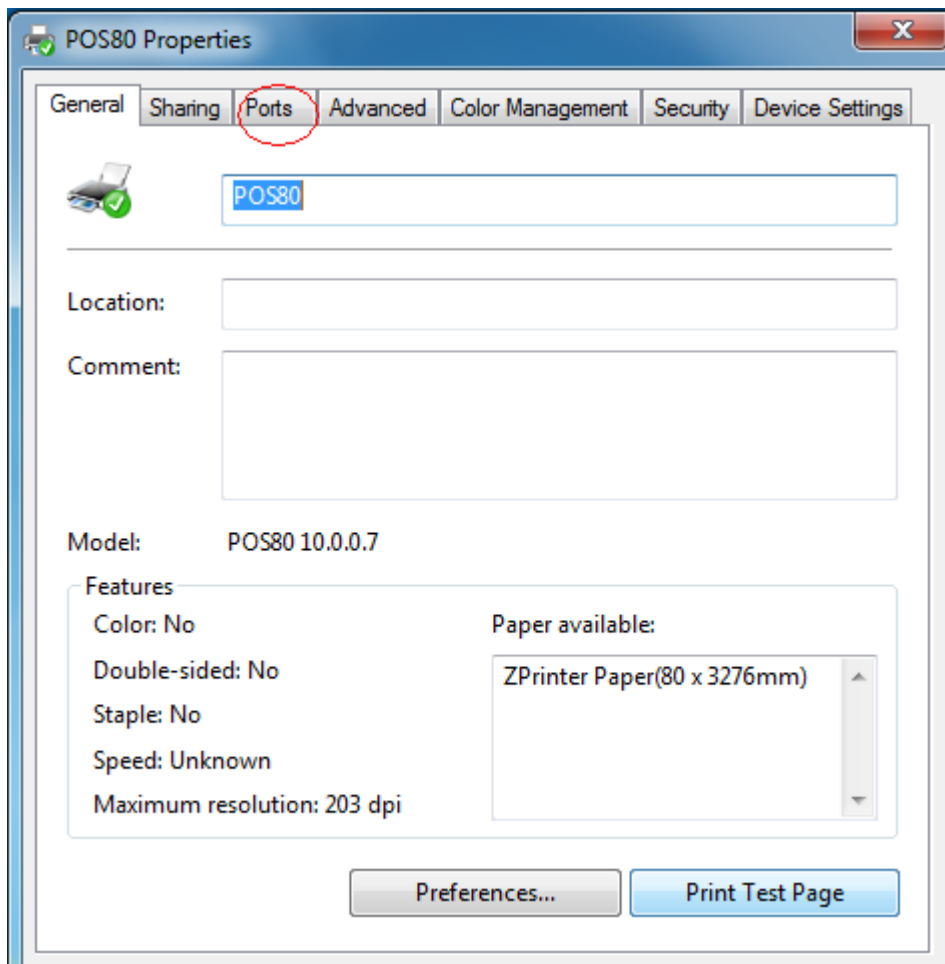 POS80 Properties
General Sharing Ports Advanced Color Management Security Device Settings
POS80
Location:
Comment:
Model: POS80 10.0.0.7
Features
Color: No Paper available:
Double-sided: No ZPrinter Paper(80 x 3276mm)
Staple: No
Speed: Unknown
Maximum resolution: 203 dpi
Preferences... Print Test Page